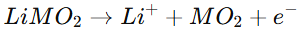 LiMO₂ → Li⁺ + MO₂ + e⁻